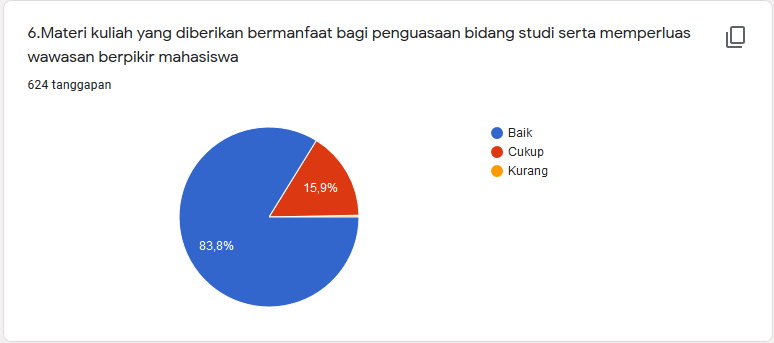 6.Materi kuliah yang diberikan bermanfaat bagi penguasaan bidang studi serta memperluas
wawasan berpikir mahasiswa
624 tanggapan
Baik
Cukup
Kurang
15,9%
83,8%